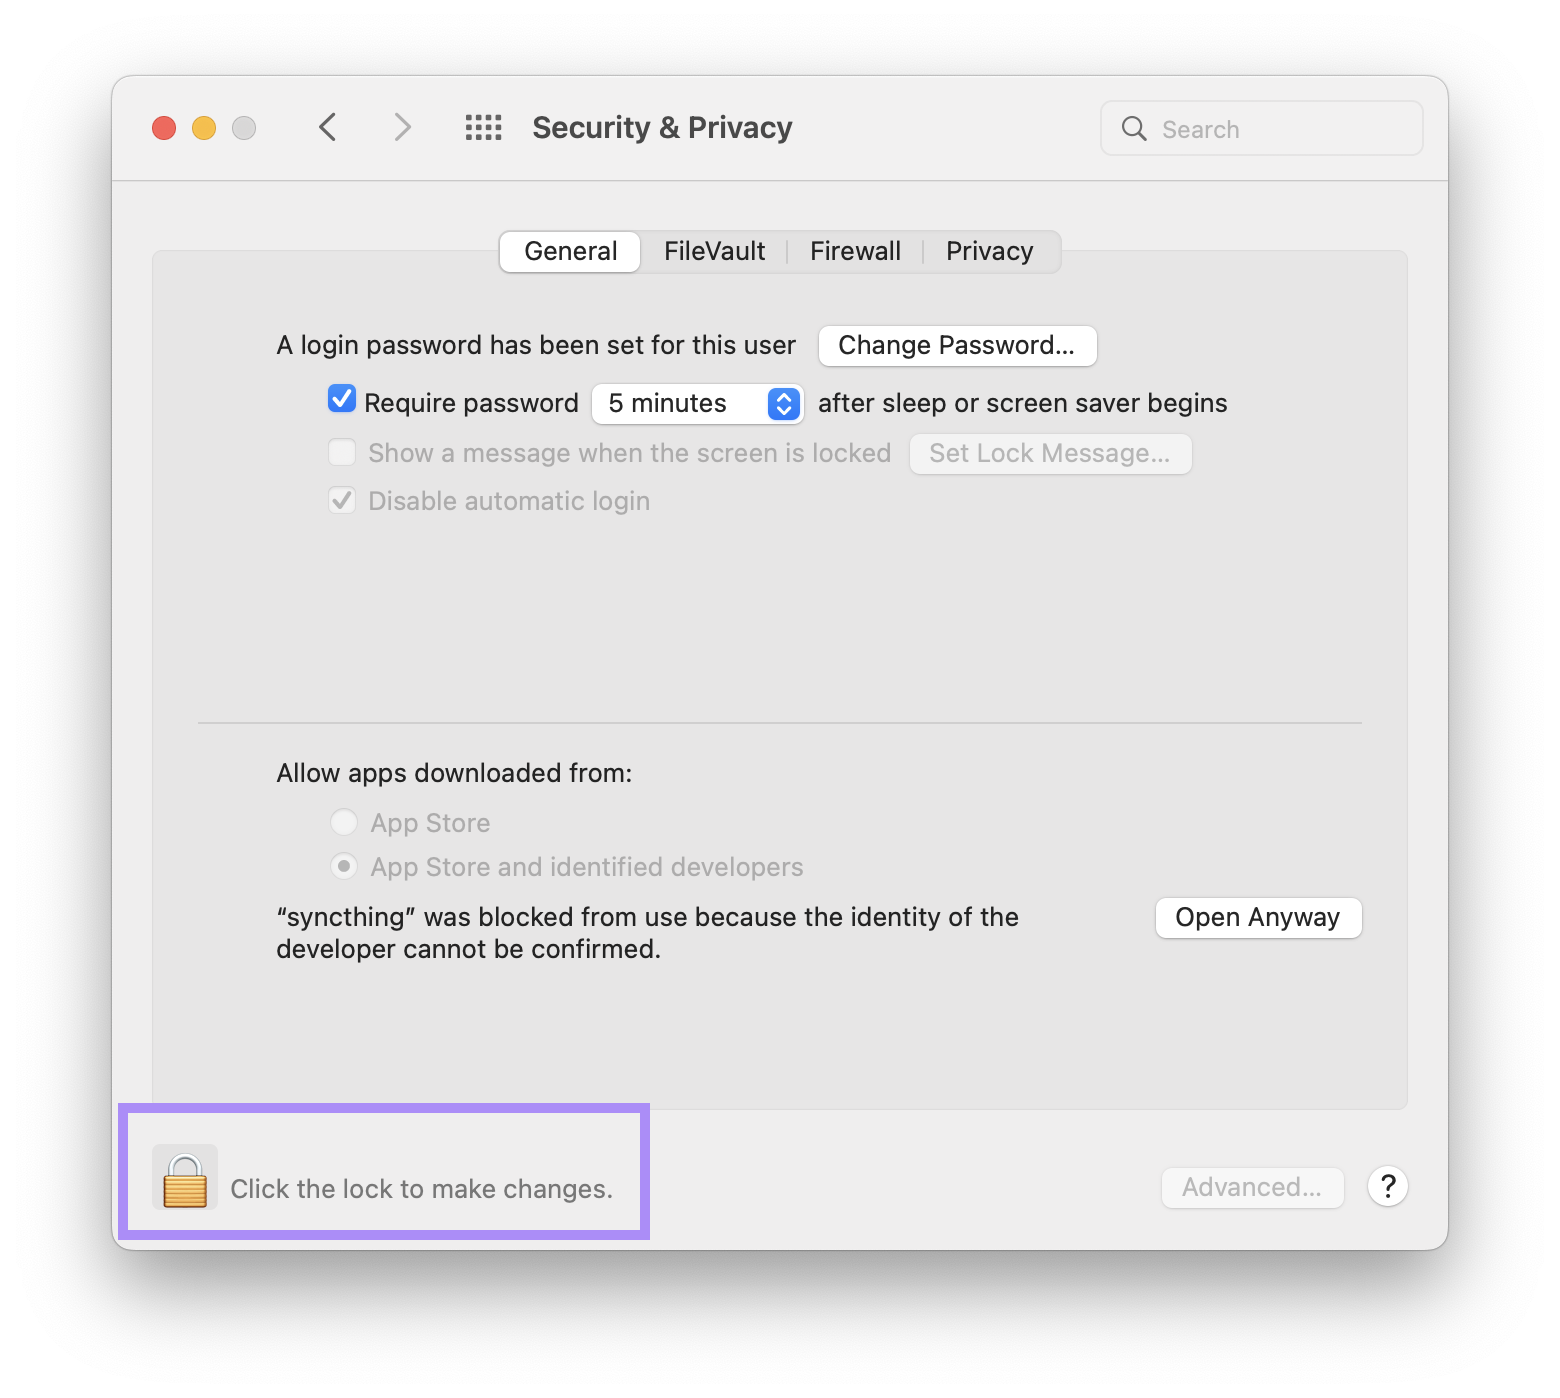 Security & Privacy
Search
General
FileVault
Firewall
Privacy
A login password has been set for this user
Change Password...
Require password
5 minutes
after sleep or screen saver begins
Show a message when the screen is locked
Set Lock Message...
Disable automatic login
Allow apps downloaded from:
App Store
App Store and identified developers
“syncthing” was blocked from use because the identity of the
developer cannot be confirmed.
Open Anyway
Click the lock to make changes.
Advanced...
?